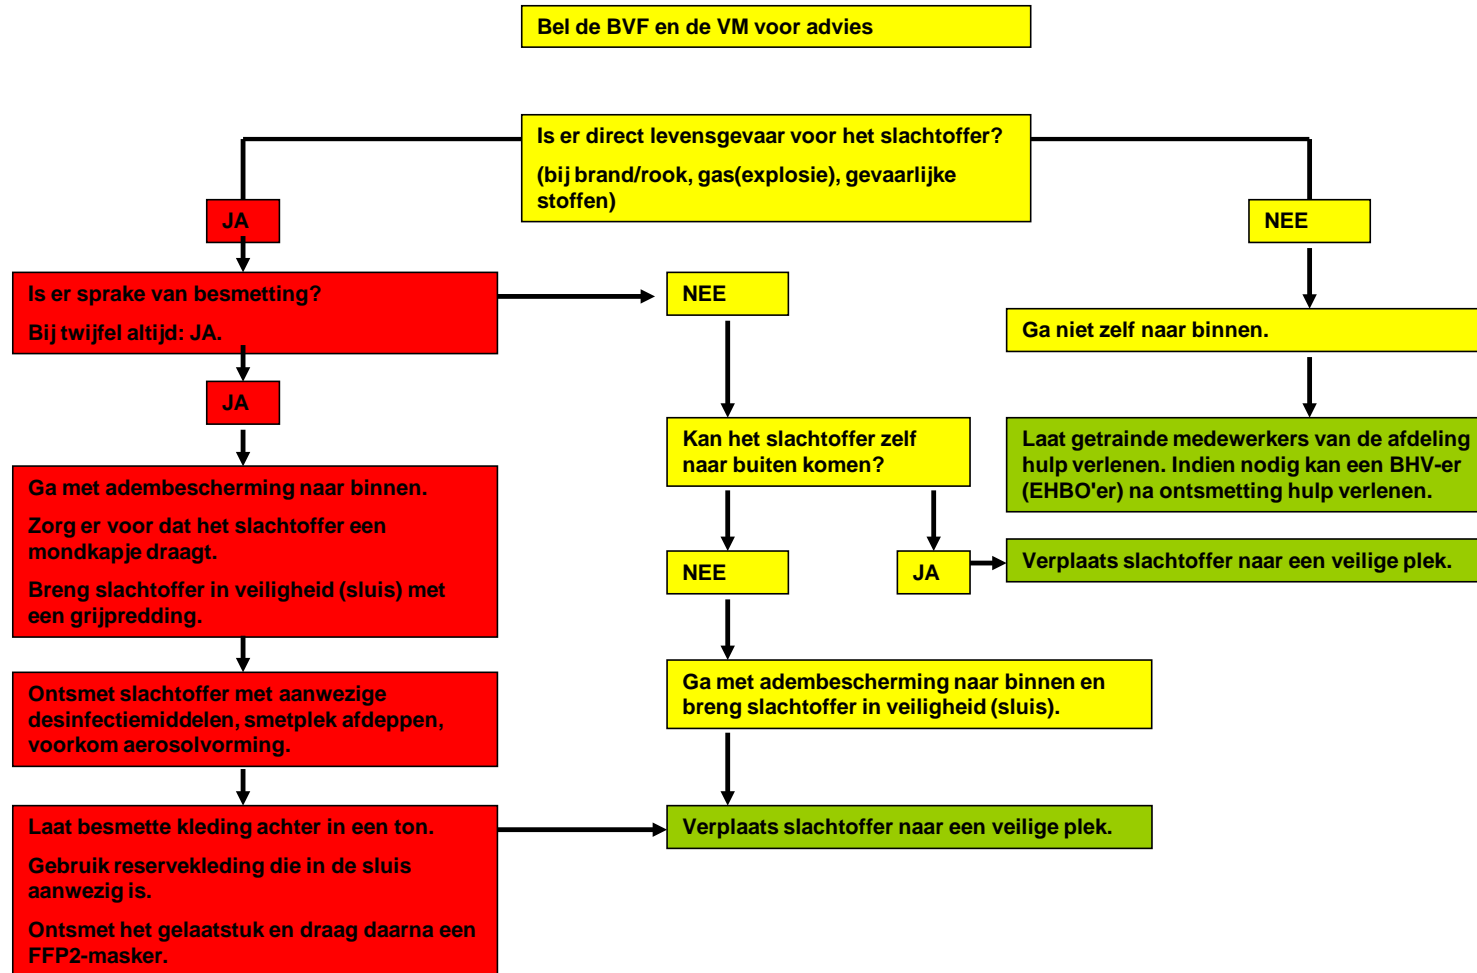 Bel de BVF en de VM voor advies
Is er direct levensgevaar voor het slachtoffer?
(bij brand/rook, gas(explosie), gevaarlijke
stoffen)
JA
NEE
Is er sprake van besmetting?
Bij twijfel altijd: JA.
NEE
Ga niet zelf naar binnen.
JA
Kan het slachtoffer zelf
naar buiten komen?
Laat getrainde medewerkers van de afdeling
hulp verlenen. Indien nodig kan een BHV-er
(EHBO'er) na ontsmetting hulp verlenen.
Ga met adembescherming naar binnen.
Zorg er voor dat het slachtoffer een
mondkapje draagt.
Breng slachtoffer in veiligheid (sluis) met
een grijpredding.
NEE
JA
Verplaats slachtoffer naar een veilige plek.
Ontsmet slachtoffer met aanwezige
desinfectiemiddelen, smetplek afdeppen,
voorkom aerosolvorming.
Ga met adembescherming naar binnen en
breng slachtoffer in veiligheid (sluis).
Laat besmette kleding achter in een ton.
Gebruik reservekleding die in de sluis
aanwezig is.
Ontsmet het gelaatstuk en draag daarna een
FFP2-masker.
Verplaats slachtoffer naar een veilige plek.